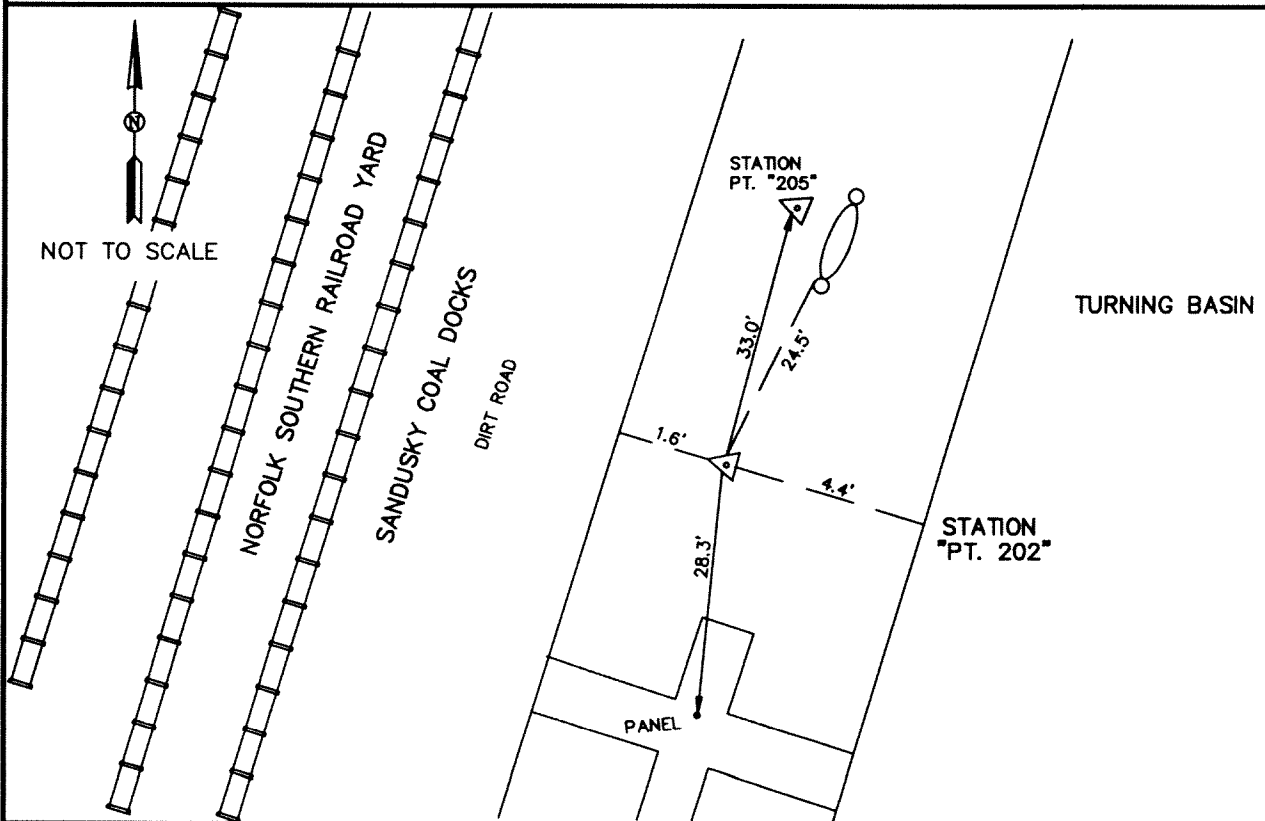 N
NOT TO SCALE
NORFOLK SOUTHERN RAILROAD YARD
SANDUSKY COAL DOCKS
DIRT ROAD
STATION
PT. "205"
TURNING BASIN
33.0'
24.5'
1.6'
4.4'
STATION
"PT. 202"
28.3'
PANEL